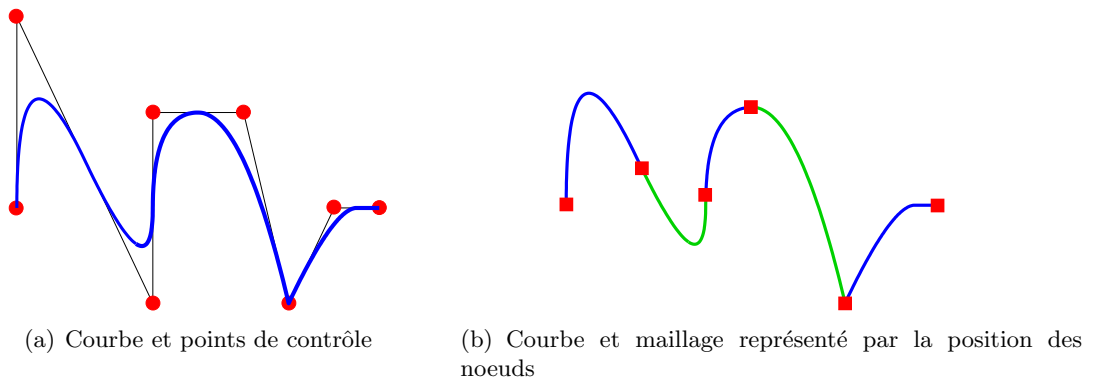 (a) Courbe et points de contrôle
(b) Courbe et maillage représenté par la position des
noeuds